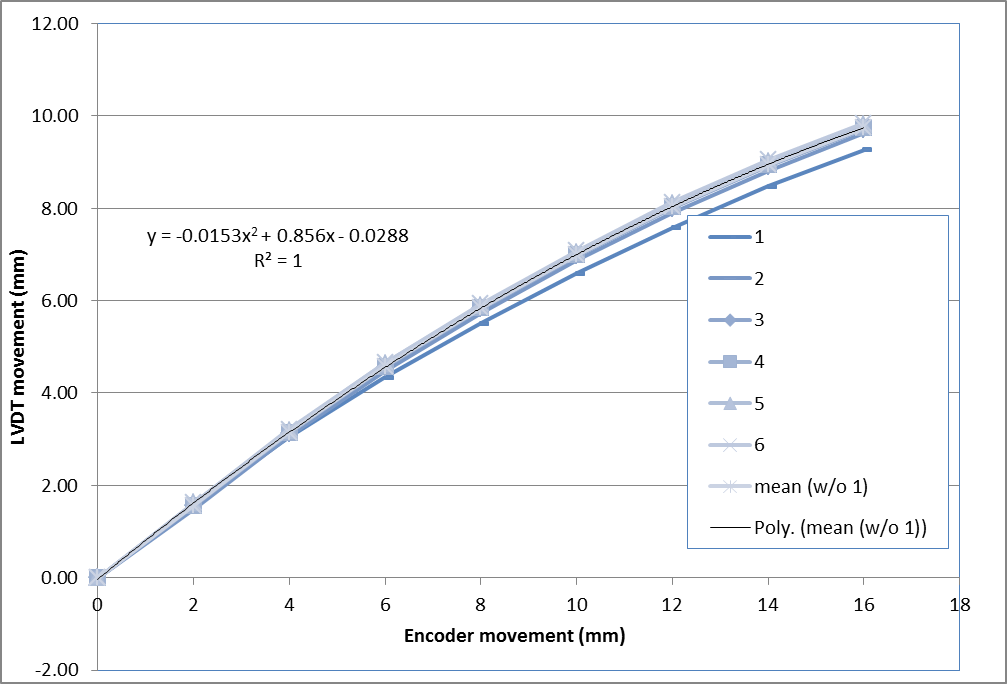 12.00
10.00
8.00
6.00
4.00
2.00
0.00
-2.00
LVDT movement (mm)
y = -0.0153x² + 0.856x - 0.0288
R² = 1
1
2
3
4
5
6
mean (w/o 1)
Poly. (mean (w/o 1))
0 2 4 6 8 10 12 14 16 18
Encoder movement (mm)